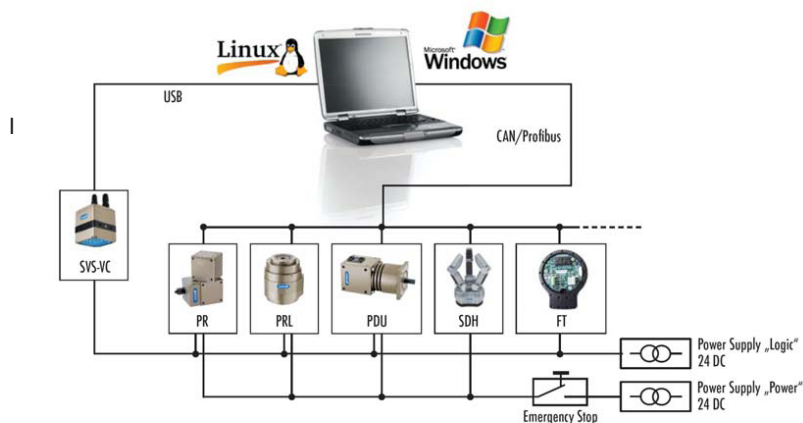 Linux
Microsoft
Windows
USB
CAN/Profibus
I
SVS-VC
PR
PRL
PDU
SDH
FT
Power Supply „Logic"
24 DC
Power Supply „Power"
24 DC
Emergency Stop